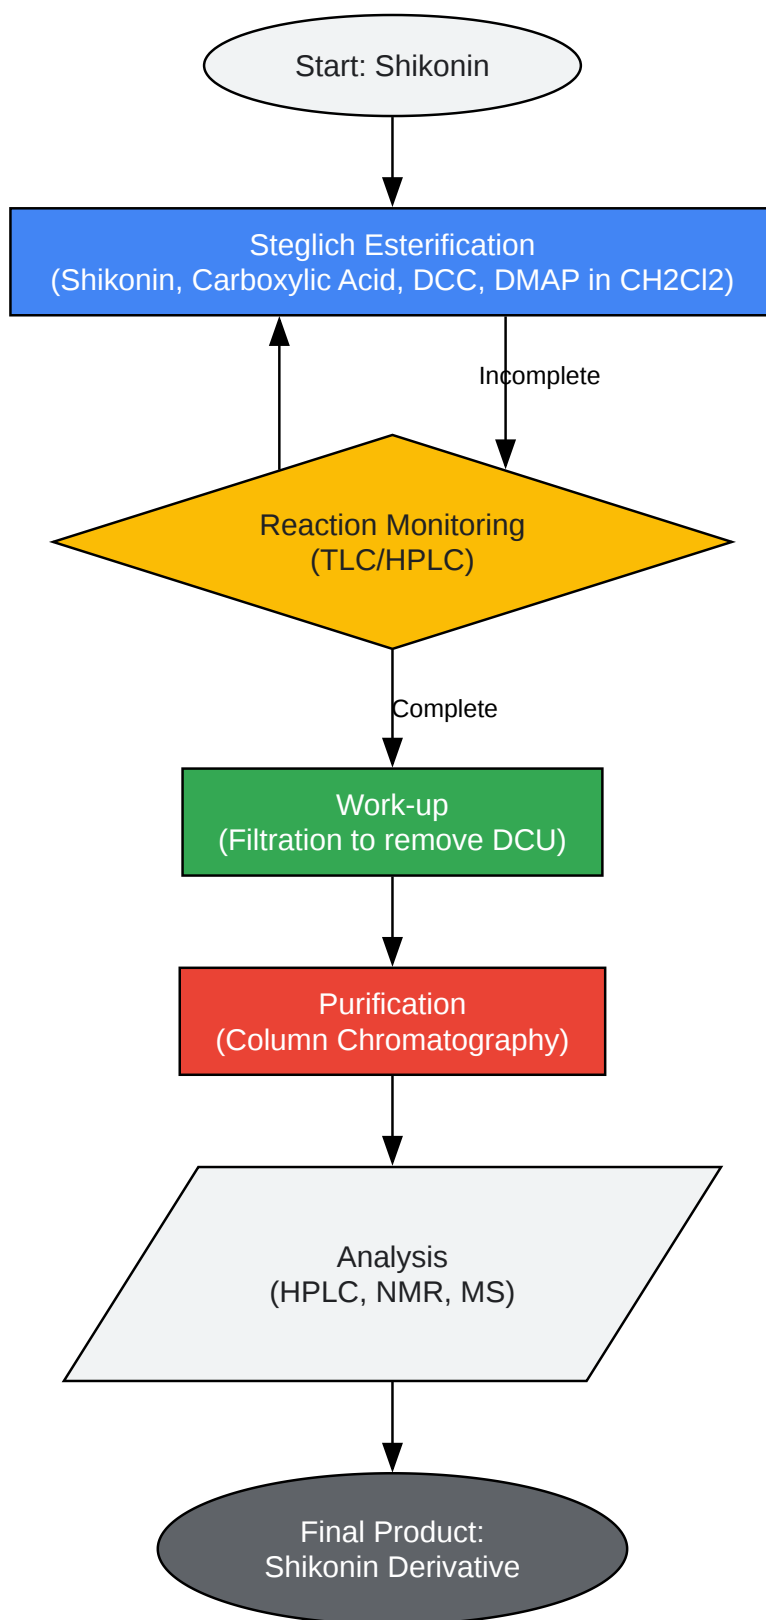 Start: Shikonin
Steglich Esterification
(Shikonin, Carboxylic Acid, DCC, DMAP in CH2Cl2)
Incomplete
Reaction Monitoring
(TLC/HPLC)
Complete
Work-up
(Filtration to remove DCU)
Purification
(Column Chromatography)
Analysis
(HPLC, NMR, MS)
Final Product:
Shikonin Derivative